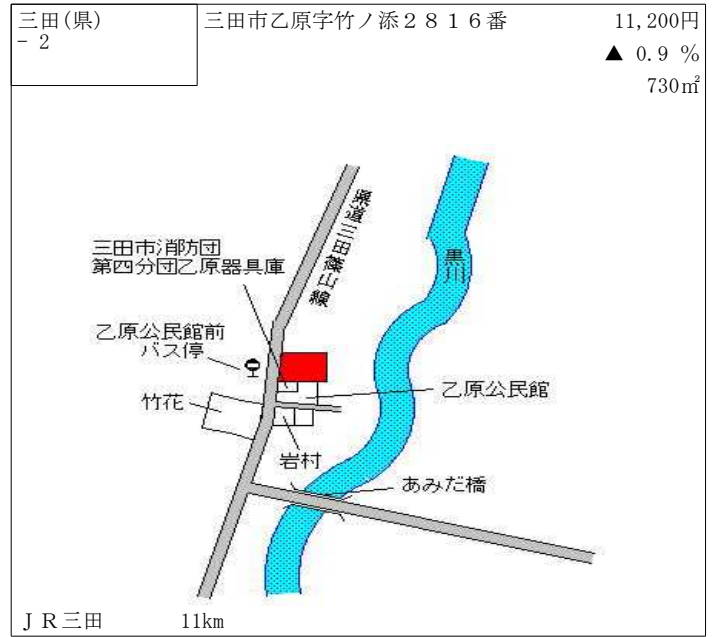 三田(県)
- 2
三田市乙原字竹ノ添２８１６番
11,200円
▲ 0.9 %
730㎡
県道三田篠山線
黒川
三田市消防団
第四分団乙原器具庫
乙原公民館前
バス停
竹花
乙原公民館
岩村
あみだ橋
ＪＲ三田
11km